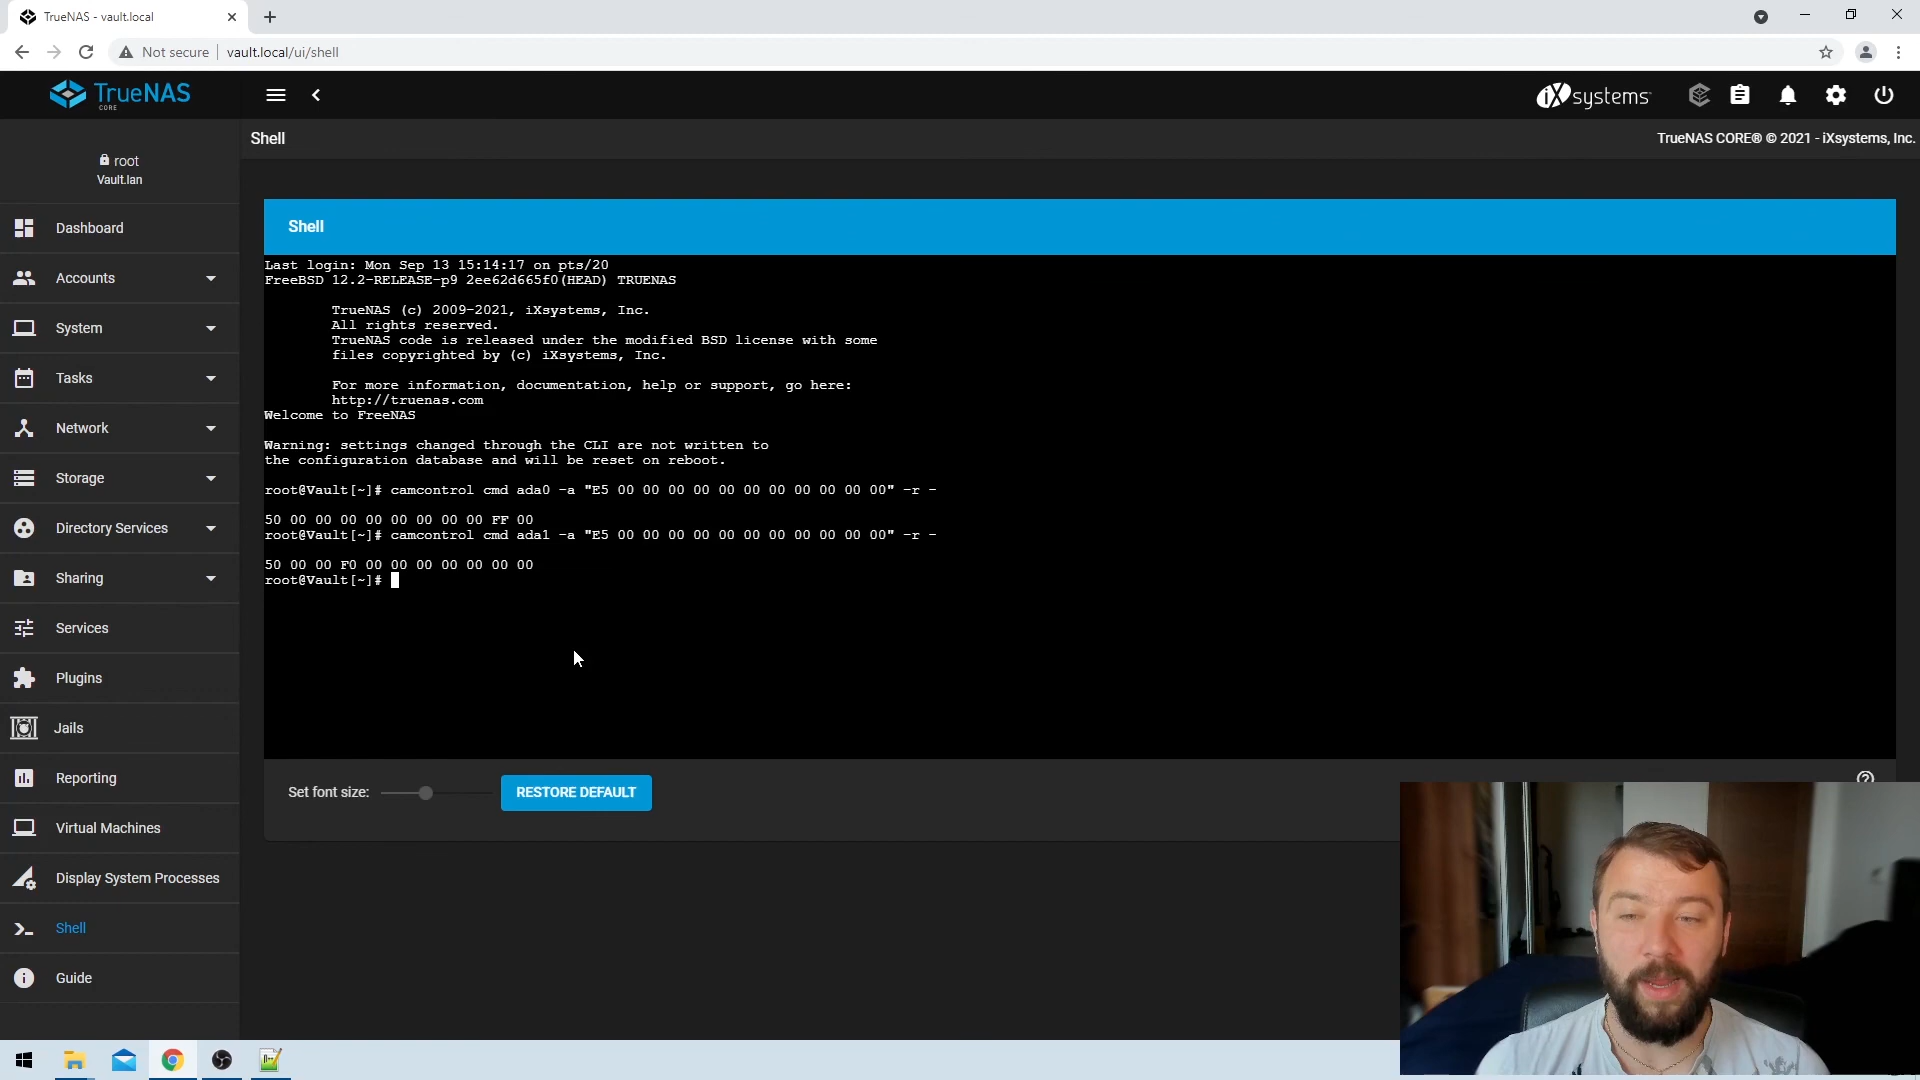 TrueNAS - vault.local
Not secure
vault.local/ui/shell
TrueNAS
CORE
iXsystems
Shell
TrueNAS CORE® © 2021 - iXsystems, Inc.
root
Vault.lan
Dashboard
Accounts
System
Tasks
Network
Storage
Directory Services
Sharing
Services
Plugins
Jails
Reporting
Virtual Machines
Display System Processes
Shell
Guide
Shell
Last login: Mon Sep 13 15:14:17 on pts/20
FreeBSD 12.2-RELEASE-p9 2ee62d665f0(HEAD) TRUENAS
TrueNAS (c) 2009-2021, iXsystems, Inc.
All rights reserved.
TrueNAS code is released under the modified BSD license with some
files copyrighted by (c) iXsystems, Inc.
For more information, documentation, help or support, go here:
http://truenas.com
Welcome to FreeNAS
Warning: settings changed through the CLI are not written to
the configuration database and will be reset on reboot.
root@Vault[~]# camcontrol cmd ada0 -a "E5 00 00 00 00 00 00 00 00 00 00 00" -r -
50 00 00 00 00 00 00 00 00 FF 00
root@Vault[~]# camcontrol cmd ada1 -a "E5 00 00 00 00 00 00 00 00 00 00 00" -r -
50 00 00 F0 00 00 00 00 00 00 00
root@Vault[~]#
Set font size:
RESTORE DEFAULT